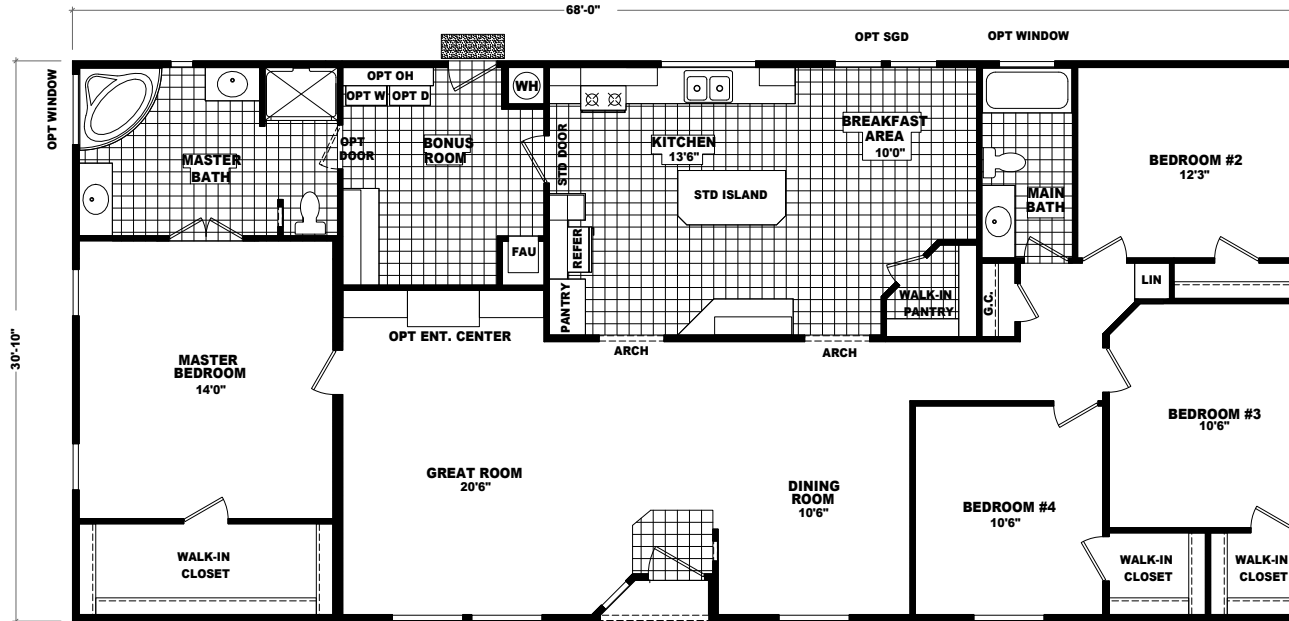 68'-0"
OPT SGD
OPT WINDOW
OPT WINDOW
OPT OH
OPT W
OPT D
WH
MASTER
BATH
OPT
DOOR
BONUS
ROOM
STD DOOR
KITCHEN
13'6"
BREAKFAST
AREA
10'0"
STD ISLAND
MAIN
BATH
BEDROOM #2
12'3"
FAU
REFER
PANTRY
WALK-IN
PANTRY
G.C.
LIN
30'-10"
OPT ENT. CENTER
ARCH
ARCH
MASTER
BEDROOM
14'0"
BEDROOM #3
10'6"
GREAT ROOM
20'6"
DINING
ROOM
10'6"
BEDROOM #4
10'6"
WALK-IN
CLOSET
WALK-IN
CLOSET
WALK-IN
CLOSET